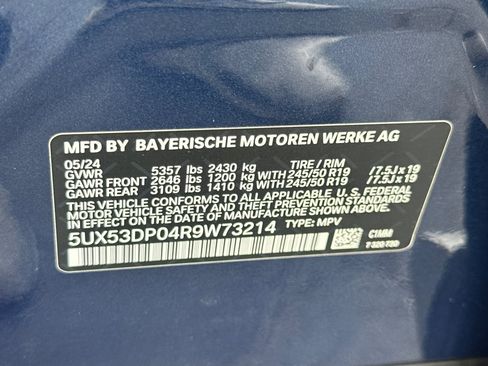 MFD BY BAYERISCHE MOTOREN WERKE AG
05/24 TIRE / RIM
GVWR 5357 lbs 2430 kg
GAWR FRONT 2646 lbs 1200 kg WITH 245/50 R19 / 7.5J x 19
GAWR REAR 3109 lbs 1410 kg WITH 245/50 R19 / 7.5J x 19
THIS VEHICLE CONFORMS TO ALL APPLICABLE U.S. FEDERAL
SAFETY, BUMPER AND THEFT PREVENTION STANDARDS
IN EFFECT ON THE DATE OF MANUFACTURE SHOWN ABOVE.
5UX53DP04R9W73214 TYPE: MPV
C1MM